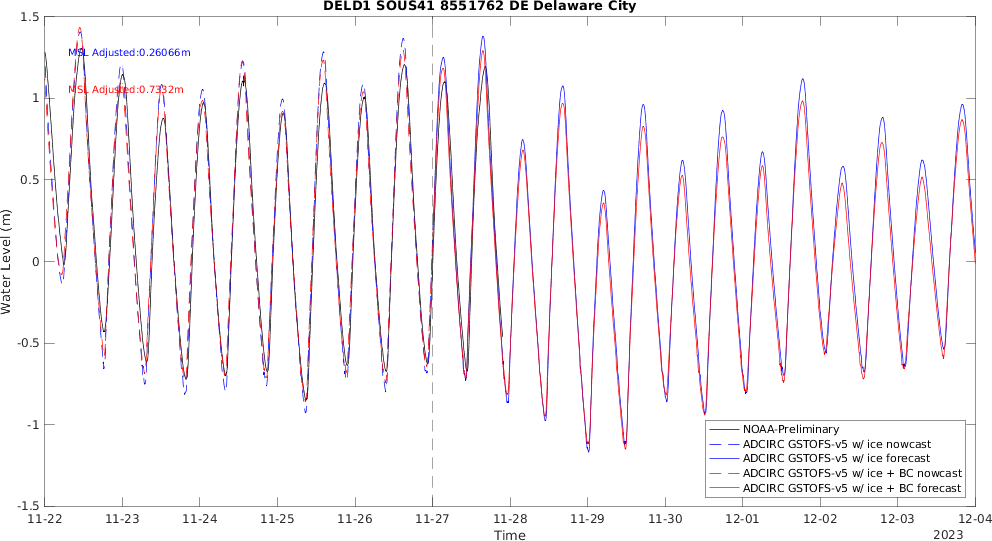 DELD1 SOUS41 8551762 DE Delaware City
1.5
1
0.5
0
-0.5
-1
-1.5
Water Level (m)
MSL Adjusted:0.26066m
MSL Adjusted:0.7332m
NOAA-Preliminary
ADCIRC GSTOFS-v5 w/ ice nowcast
ADCIRC GSTOFS-v5 w/ ice forecast
ADCIRC GSTOFS-v5 w/ ice + BC nowcast
ADCIRC GSTOFS-v5 w/ ice + BC forecast
11-22 11-23 11-24 11-25 11-26 11-27 11-28 11-29 11-30 12-01 12-02 12-03 12-04
Time
2023